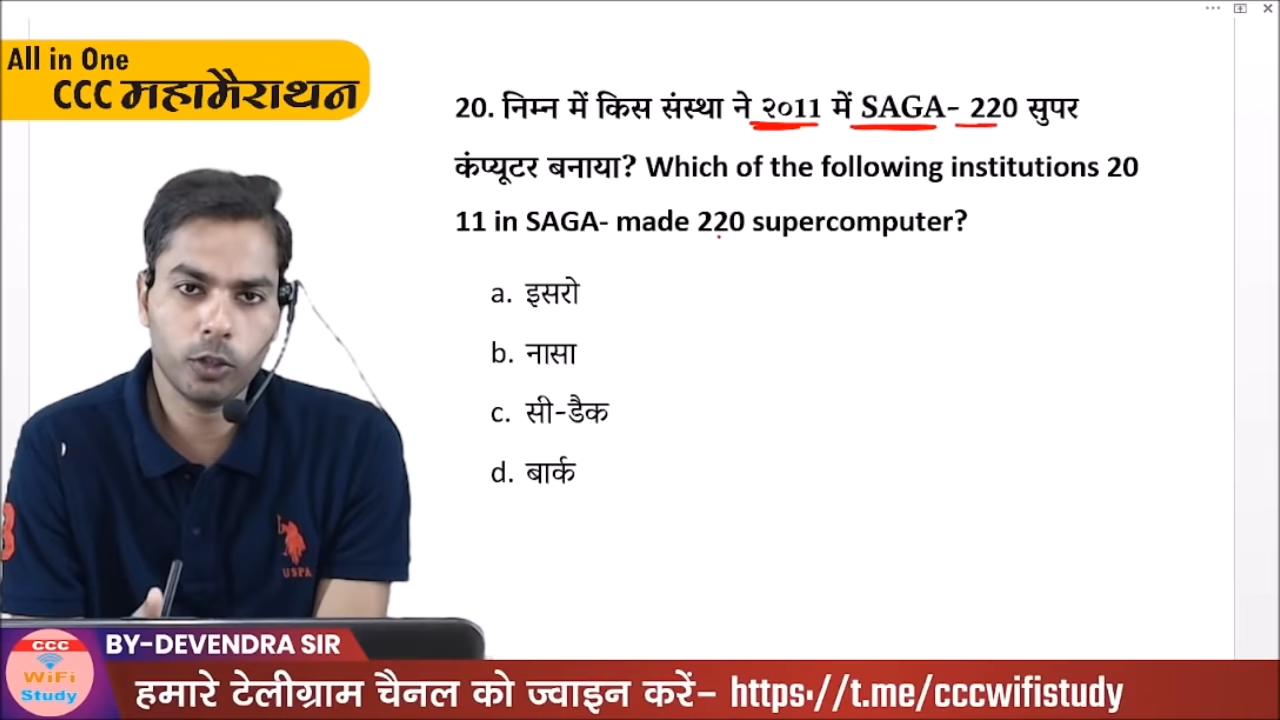 All in One
CCC महामैराथन
20. निम्न में किस संस्था ने २०11 में SAGA- 220 सुपर
कंप्यूटर बनाया? Which of the following institutions 20
11 in SAGA- made 220 supercomputer?
a. इसरो
b. नासा
c. सी-डैक
d. बार्क
USPA
CCC
WiFi
Study
BY-DEVENDRA SIR
हमारे टेलीग्राम चैनल को ज्वाइन करें– https://t.me/cccwifistudy